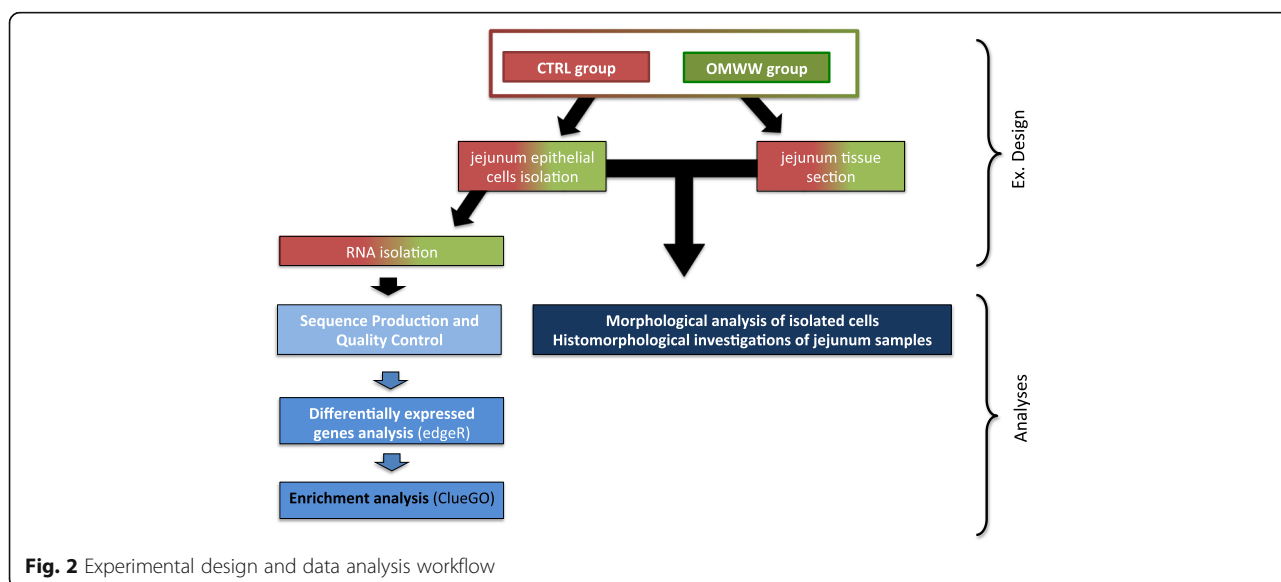 CTRL group
OMWW group
jejunum epithelial
cells isolation
jejunum tissue
section
Ex. Design
RNA isolation
Sequence Production and
Quality Control
Morphological analysis of isolated cells
Histomorphological investigations of jejunum samples
Differentially expressed
genes analysis (edgeR)
Enrichment analysis (ClueGO)
Analyses
Fig. 2 Experimental design and data analysis workflow